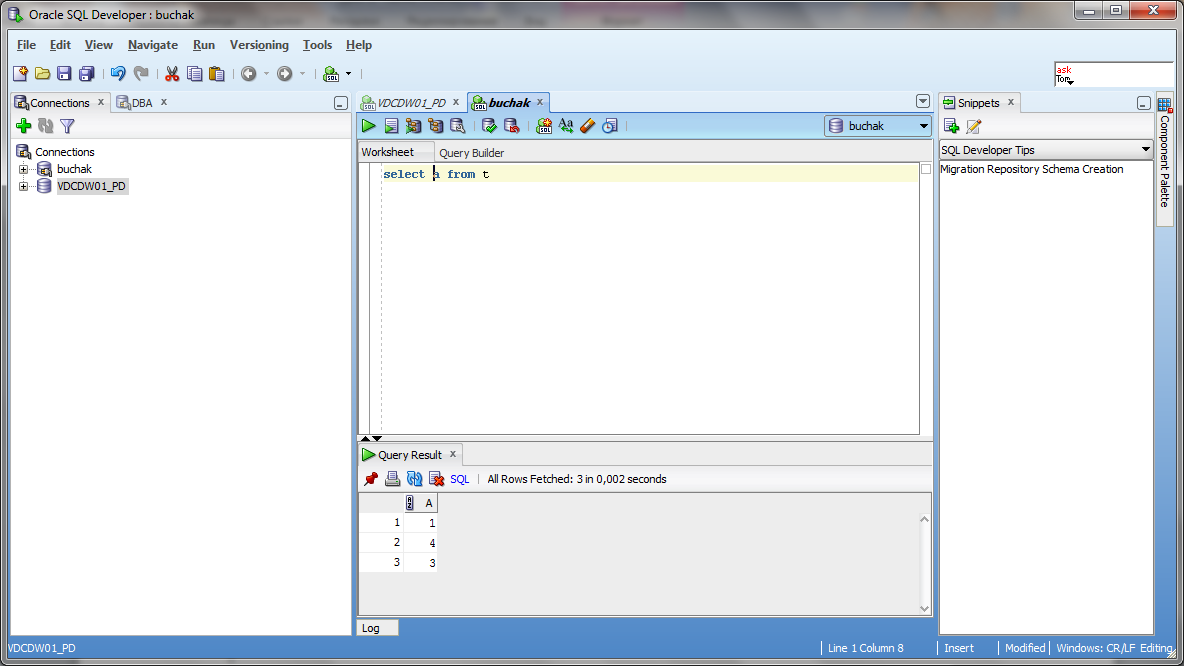 Oracle SQL Developer : buchak
File Edit View Navigate Run Versioning Tools Help
ask
Tom
Connections x DBA x
Connections
buchak
VDCDW01_PD
VDCDW01_PD x buchak x
buchak
Worksheet Query Builder
select a from t
Query Result x
SQL | All Rows Fetched: 3 in 0,002 seconds
A
1 1
2 4
3 3
Log
Snippets x
SQL Developer Tips
Migration Repository Schema Creation
Component Palette
VDCDW01_PD | Line 1 Column 8 | Insert | Modified | Windows: CR/LF Editing